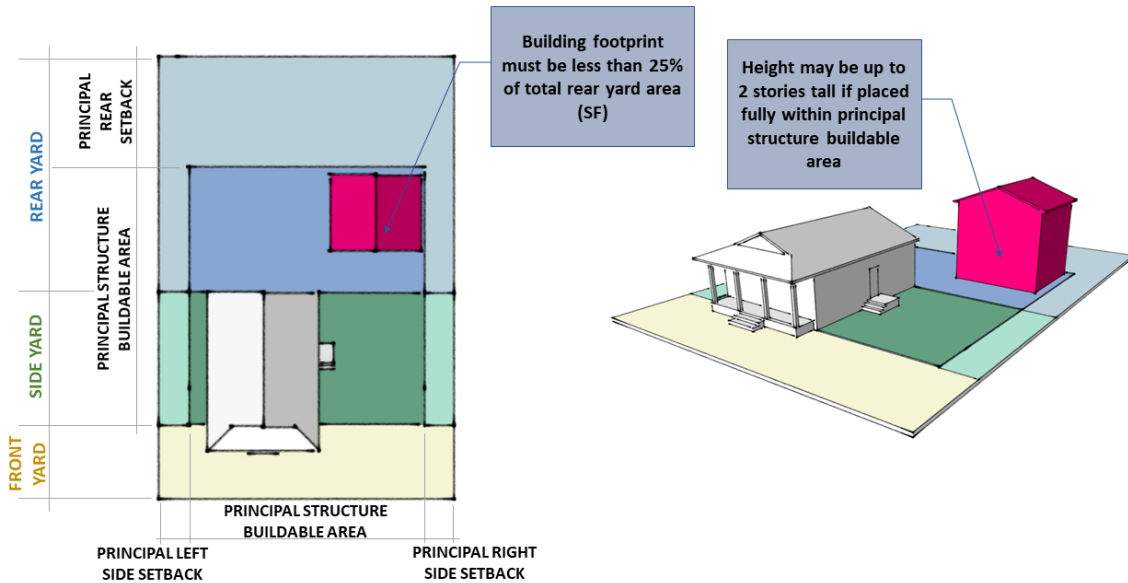 Building footprint
must be less than 25%
of total rear yard area
(SF)
Height may be up to
2 stories tall if placed
fully within principal
structure buildable
area
REAR YARD
SIDE YARD
FRONT
YARD
PRINCIPAL
REAR
SETBACK
PRINCIPAL STRUCTURE
BUILDABLE AREA
PRINCIPAL STRUCTURE
BUILDABLE AREA
PRINCIPAL LEFT
SIDE SETBACK
PRINCIPAL RIGHT
SIDE SETBACK